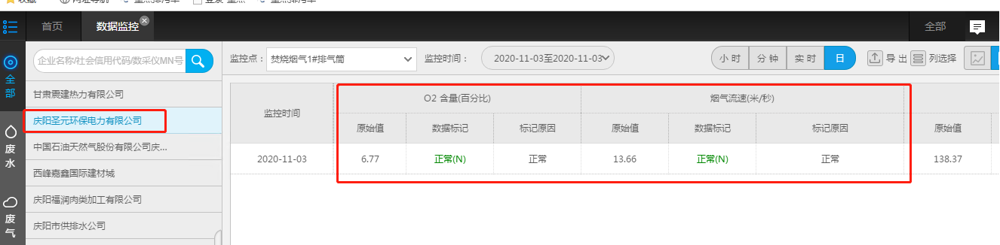 首页
数据监控
全部
企业名称/社会信用代码/数采仪MN号
监控点：
焚烧烟气1#排气筒
监控时间：
2020-11-03至2020-11-03
小时
分钟
实时
日
导出
列选择
全部
废水
废气
甘肃震建热力有限公司
庆阳圣元环保电力有限公司
中国石油天然气股份有限公司庆...
西峰嘉鑫国际建材城
庆阳福润肉类加工有限公司
庆阳市供排水公司
监控时间
O2 含量(百分比)
烟气流速(米/秒)
原始值
数据标记
标记原因
原始值
数据标记
标记原因
原始值
2020-11-03
6.77
正常(N)
正常
13.66
正常(N)
正常
138.37